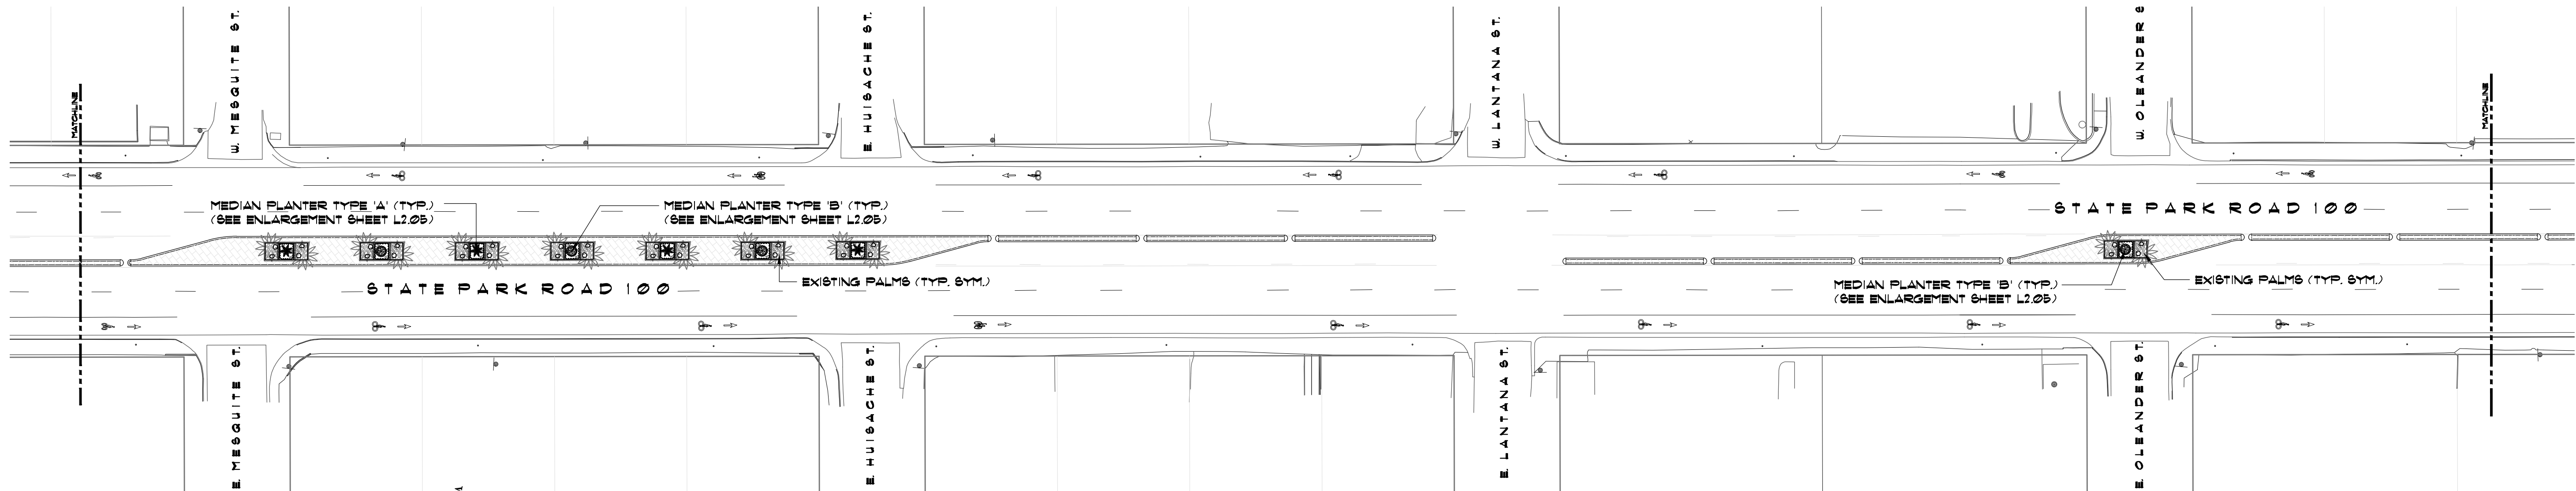 W. MESQUITE ST.
E. HUISACHE ST.
W. LANTANA ST.
W. OLEANDER S
MATCHLINE
MATCHLINE
MEDIAN PLANTER TYPE 'A' (TYP.)
(SEE ENLARGEMENT SHEET L2.05)
MEDIAN PLANTER TYPE 'B' (TYP.)
(SEE ENLARGEMENT SHEET L2.05)
STATE PARK ROAD 100
EXISTING PALMS (TYP. SYM.)
STATE PARK ROAD 100
MEDIAN PLANTER TYPE 'B' (TYP.)
(SEE ENLARGEMENT SHEET L2.05)
EXISTING PALMS (TYP. SYM.)
E. MESQUITE ST.
E. HUISACHE ST.
E. LANTANA ST.
E. OLEANDER ST.